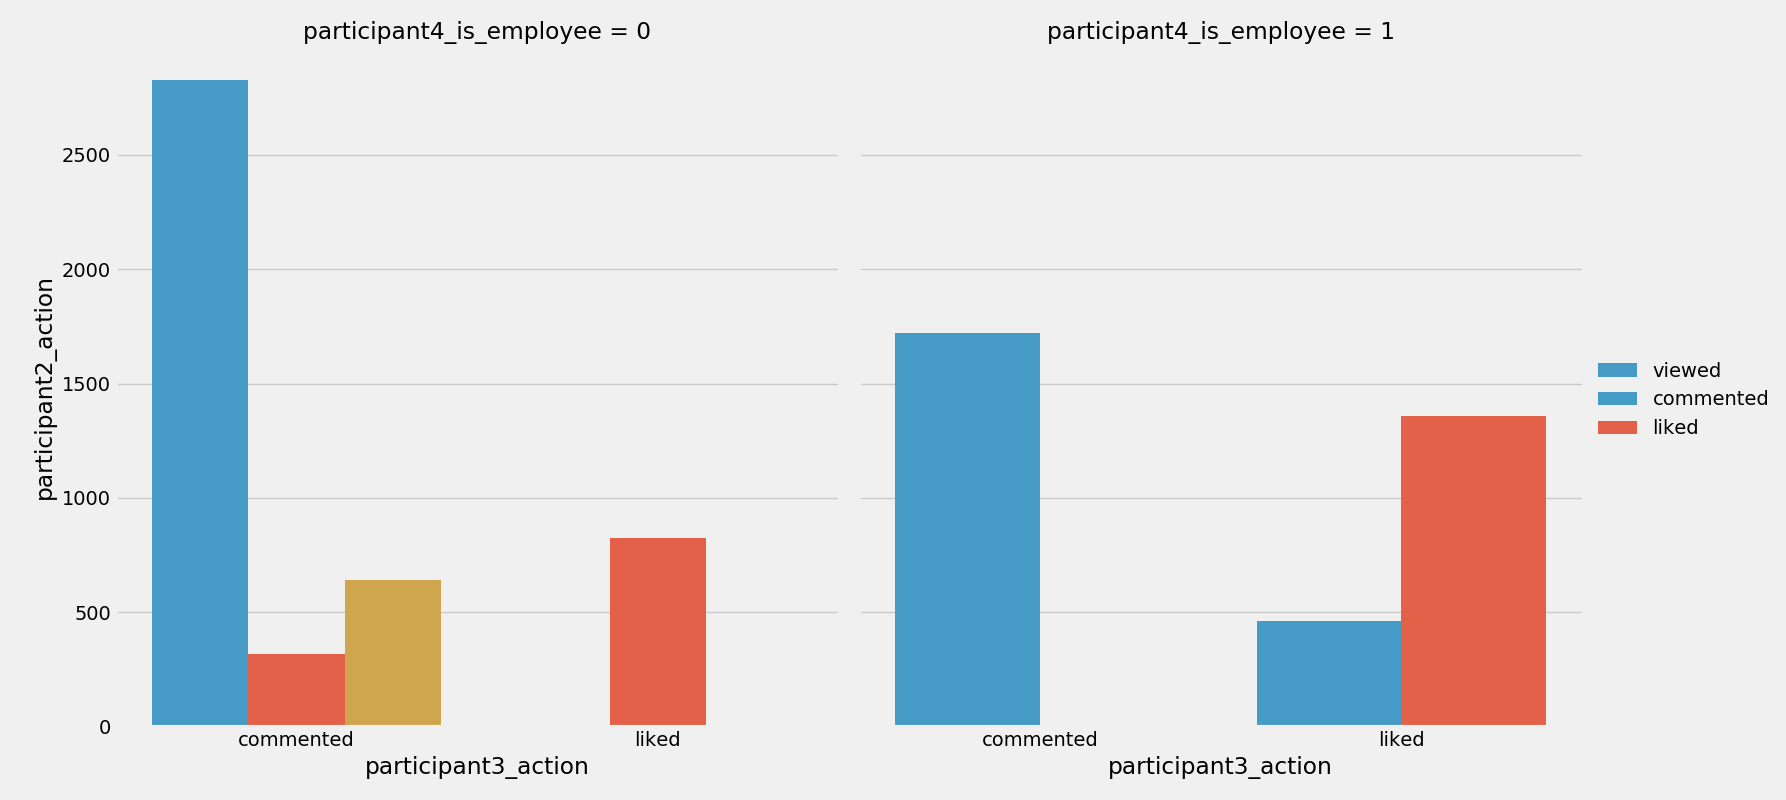 participant4_is_employee = 0
participant4_is_employee = 1
participant2_action
2500
2000
1500
1000
500
0
commented
liked
participant3_action
commented
liked
participant3_action
viewed
commented
liked